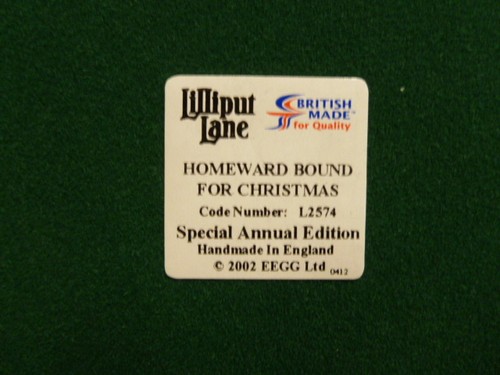 Lilliput
Lane
BRITISH
MADE™
for Quality
HOMEWARD BOUND
FOR CHRISTMAS
Code Number: L2574
Special Annual Edition
Handmade In England
© 2002 EEGG Ltd 0412